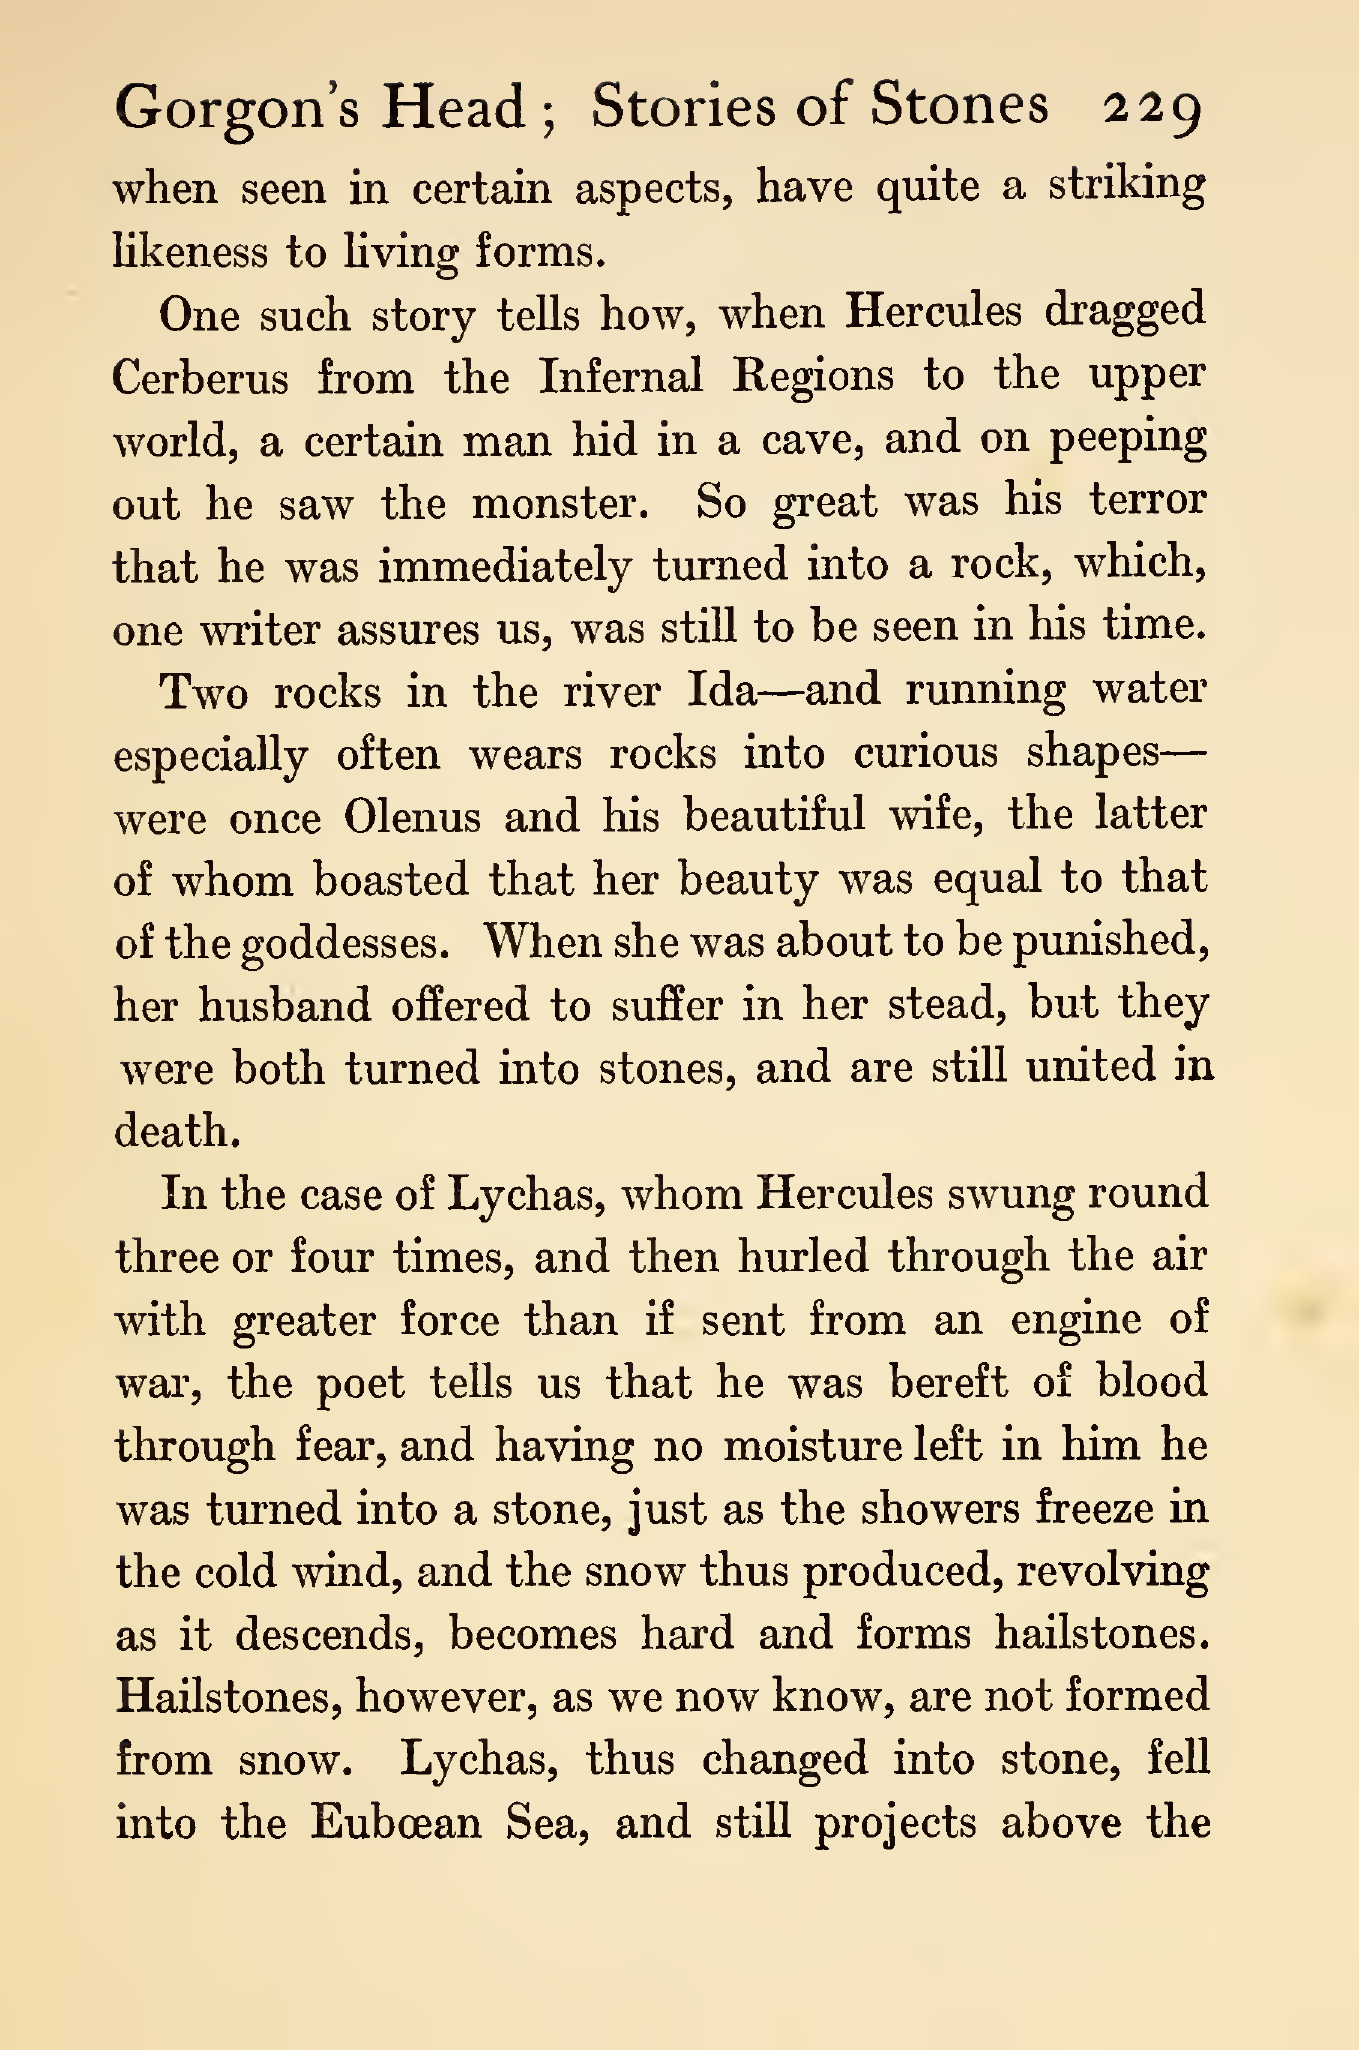 Gorgon's Head; Stories of Stones 229
when seen in certain aspects, have quite a striking
likeness to living forms.
One such story tells how, when Hercules dragged
Cerberus from the Infernal Regions to the upper
world, a certain man hid in a cave, and on peeping
out he saw the monster. So great was his terror
that he was immediately turned into a rock, which,
one writer assures us, was still to be seen in his time.
Two rocks in the river Ida—and running water
especially often wears rocks into curious shapes—
were once Olenus and his beautiful wife, the latter
of whom boasted that her beauty was equal to that
of the goddesses. When she was about to be punished,
her husband offered to suffer in her stead, but they
were both turned into stones, and are still united in
death.
In the case of Lychas, whom Hercules swung round
three or four times, and then hurled through the air
with greater force than if sent from an engine of
war, the poet tells us that he was bereft of blood
through fear, and having no moisture left in him he
was turned into a stone, just as the showers freeze in
the cold wind, and the snow thus produced, revolving
as it descends, becomes hard and forms hailstones.
Hailstones, however, as we now know, are not formed
from snow. Lychas, thus changed into stone, fell
into the Eubœan Sea, and still projects above the